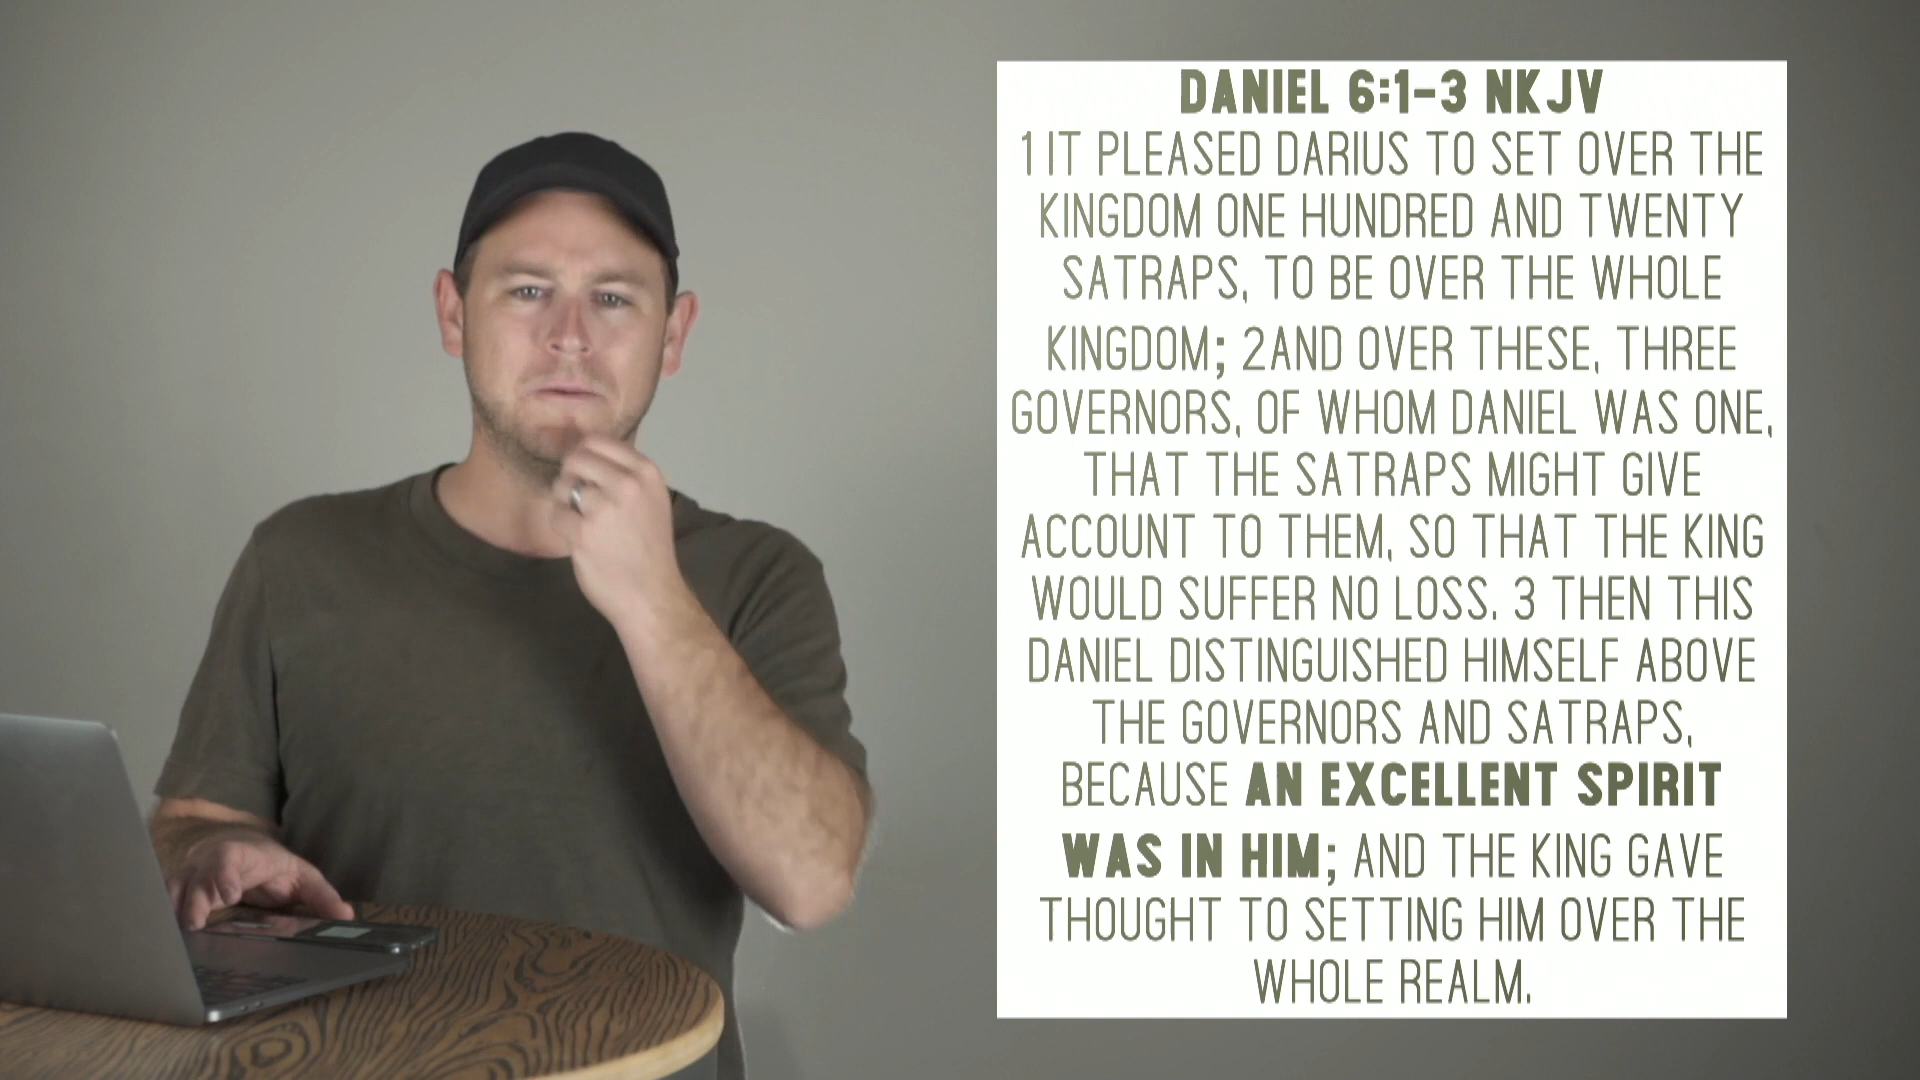 DANIEL 6:1-3 NKJV
1 IT PLEASED DARIUS TO SET OVER THE
KINGDOM ONE HUNDRED AND TWENTY
SATRAPS, TO BE OVER THE WHOLE
KINGDOM; 2AND OVER THESE, THREE
GOVERNORS, OF WHOM DANIEL WAS ONE,
THAT THE SATRAPS MIGHT GIVE
ACCOUNT TO THEM, SO THAT THE KING
WOULD SUFFER NO LOSS. 3 THEN THIS
DANIEL DISTINGUISHED HIMSELF ABOVE
THE GOVERNORS AND SATRAPS,
BECAUSE AN EXCELLENT SPIRIT
WAS IN HIM; AND THE KING GAVE
THOUGHT TO SETTING HIM OVER THE
WHOLE REALM.